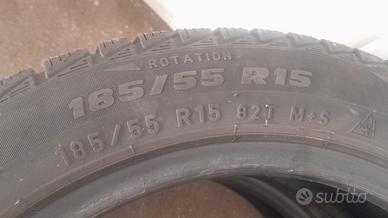 ROTATION
185/55 R15
185/55 R15 82T M+S
subito